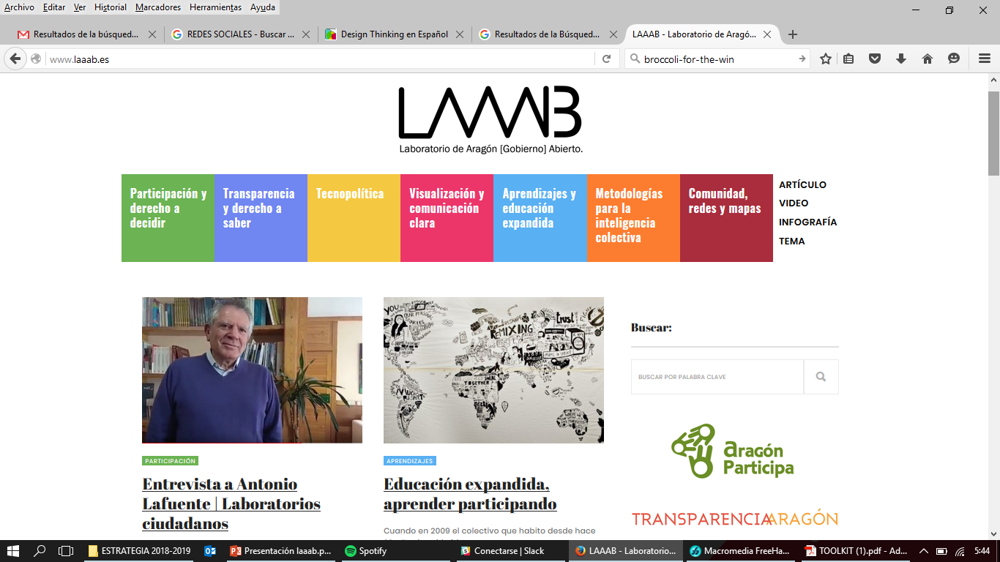 Archivo Editar Ver Historial Marcadores Herramientas Ayuda
Resultados de la búsqued... REDES SOCIALES - Buscar ... Design Thinking en Español Resultados de la Búsqued... LAAAB - Laboratorio de Aragó...
www.laaab.es broccoli-for-the-win
LAAAB
Laboratorio de Aragón [Gobierno] Abierto.
Participación y
derecho a
decidir
Transparencia
y derecho a
saber
Tecnopolítica
Visualización y
comunicación
clara
Aprendizajes y
educación
expandida
Metodologías
para la
inteligencia
colectiva
Comunidad,
redes y mapas
ARTÍCULO
VIDEO
INFOGRAFÍA
TEMA
REMIXING
trust
TOGETHER
PARTICIPACIÓN
Entrevista a Antonio
Lafuente | Laboratorios
ciudadanos
APRENDIZAJES
Educación expandida,
aprender participando
Cuando en 2009 el colectivo que habito desde hace
Buscar:
BUSCAR POR PALABRA CLAVE
aragón
Participa
TRANSPARENCIA ARAGÓN
ESTRATEGIA 2018-2019 Presentación laaab.p... Spotify Conectarse | Slack LAAAB - Laboratorio... Macromedia FreeHa... TOOLKIT (1).pdf - Ad... 5:44